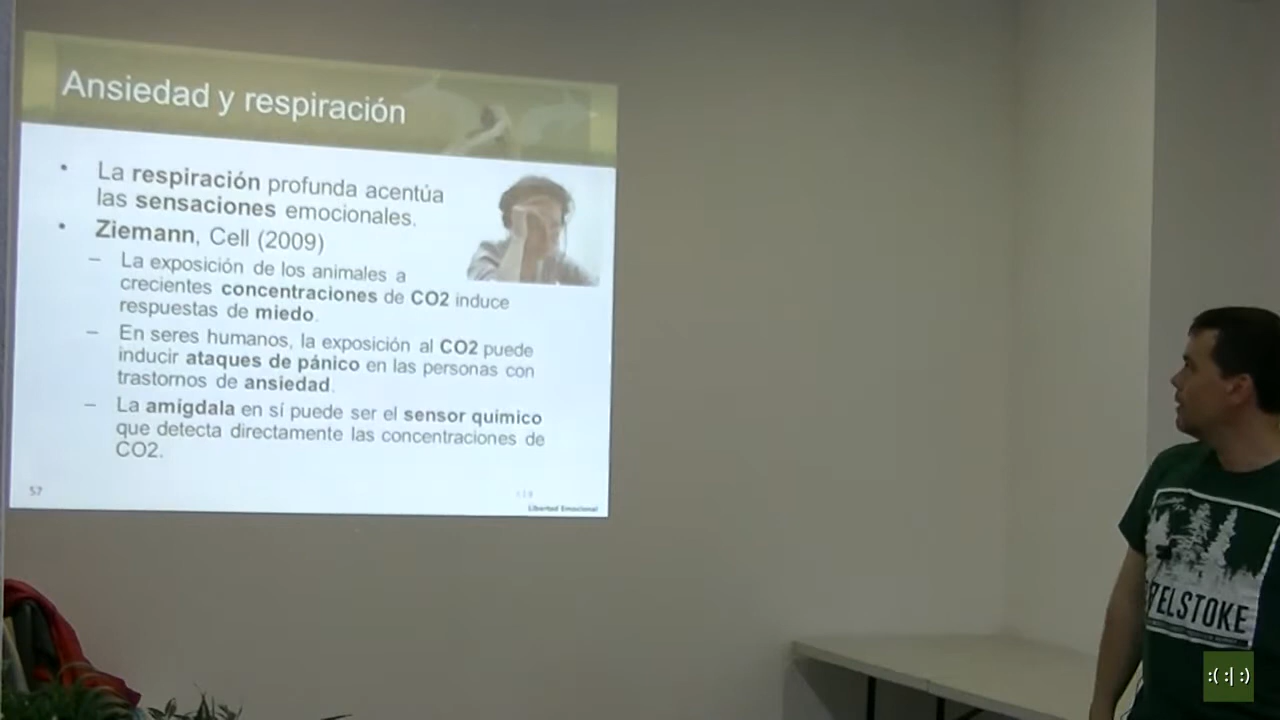 Ansiedad y respiración
• La respiración profunda acentúa
las sensaciones emocionales.
• Ziemann, Cell (2009)
– La exposición de los animales a
crecientes concentraciones de CO2 induce
respuestas de miedo.
– En seres humanos, la exposición al CO2 puede
inducir ataques de pánico en las personas con
trastornos de ansiedad.
– La amigdala en sí puede ser el sensor quimico
que detecta directamente las concentraciones de
CO2.
57
Libertad Emocional
:( :| :)